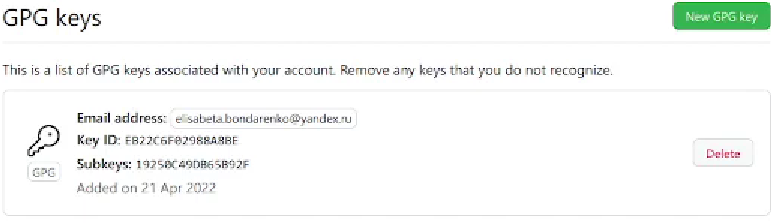 GPG keys
New GPG key
This is a list of GPG keys associated with your account. Remove any keys that you do not recognize.
Email address: elisabeta.bondarenko@yandex.ru
Key ID: EB22C6F02988A8BE
Subkeys: 19250C49DB65B92F
Added on 21 Apr 2022
GPG
Delete